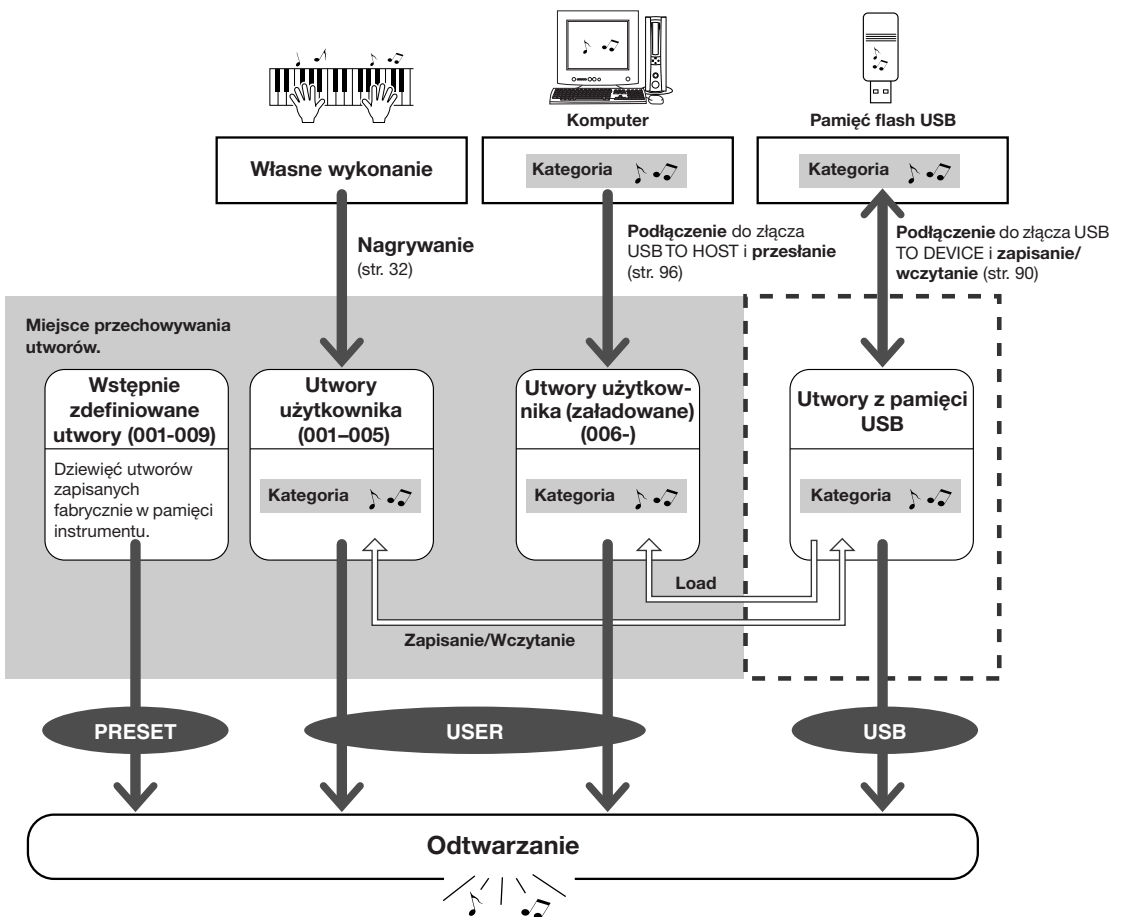 Komputer
Pamięć flash USB
Własne wykonanie
Kategoria
Kategoria
Nagrywanie
(str. 32)
Podłączenie do złącza
USB TO HOST i przesłanie
(str. 96)
Podłączenie do złącza USB
TO DEVICE i zapisanie/
wczytanie (str. 90)
Miejsce przechowywania
utworów.
Wstępnie
zdefiniowane
utwory (001-009)
Dziewięć utworów
zapisanych
fabrycznie w pamięci
instrumentu.
Utwory
użytkownika
(001–005)
Kategoria
Utwory użytkow-
nika (załadowane)
(006-)
Kategoria
Utwory z pamięci
USB
Kategoria
Load
Zapisanie/Wczytanie
PRESET
USER
USB
Odtwarzanie